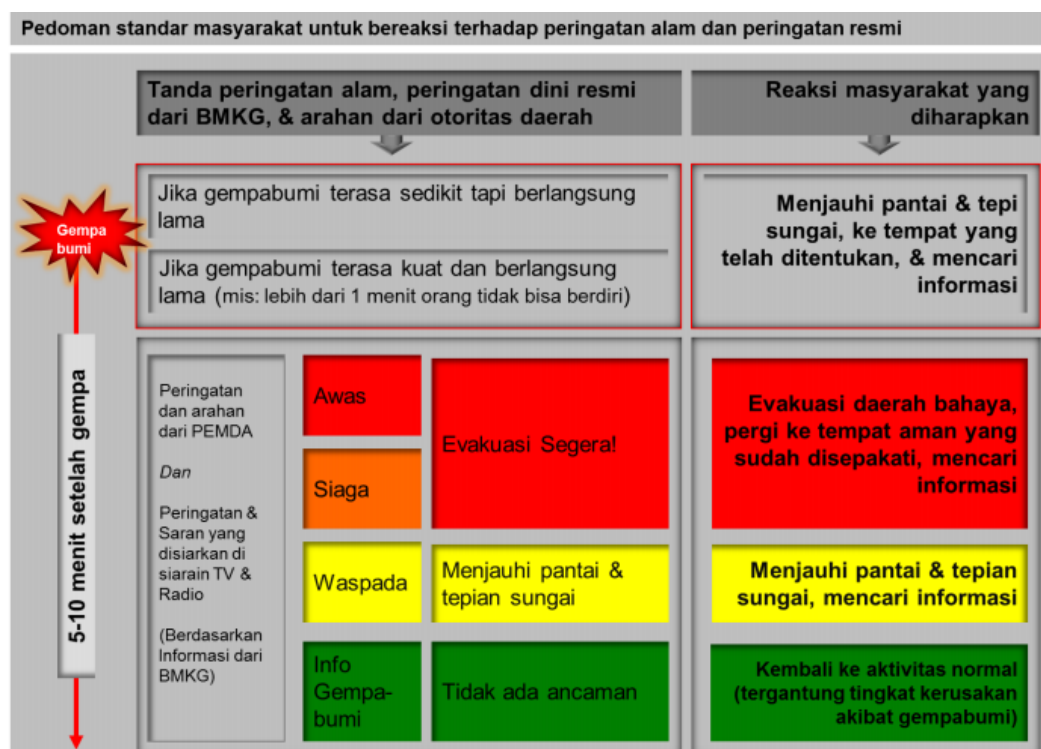 Pedoman standar masyarakat untuk bereaksi terhadap peringatan alam dan peringatan resmi
Tanda peringatan alam, peringatan dini resmi
dari BMKG, & arahan dari otoritas daerah
Reaksi masyarakat yang
diharapkan
Gempa
bumi
Jika gempabumi terasa sedikit tapi berlangsung
lama
Jika gempabumi terasa kuat dan berlangsung
lama (mis: lebih dari 1 menit orang tidak bisa berdiri)
Menjauhi pantai & tepi
sungai, ke tempat yang
telah ditentukan, & mencari
informasi
5-10 menit setelah gempa
Peringatan
dan arahan
dari PEMDA
Dan
Peringatan &
Saran yang
disiarkan di
siarain TV &
Radio
(Berdasarkan
Informasi dari
BMKG)
Awas
Siaga
Evakuasi Segera!
Evakuasi daerah bahaya,
pergi ke tempat aman yang
sudah disepakati, mencari
informasi
Waspada
Menjauhi pantai &
tepian sungai
Menjauhi pantai & tepian
sungai, mencari informasi
Info
Gempa-
bumi
Tidak ada ancaman
Kembali ke aktivitas normal
(tergantung tingkat kerusakan
akibat gempabumi)